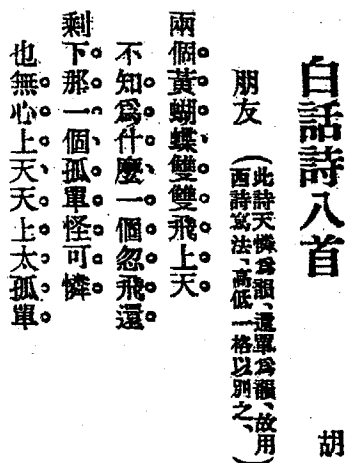 白話詩八首
胡
朋友
(此詩天憐爲韻、還單爲韻、故用
西詩寫法、高低一格以別之、)
兩個黃蝴蝶、雙雙飛上天。
不知爲什麼、一個忽飛還。
剩下那一個、孤單怪可憐。
也無心上天、天上太孤單